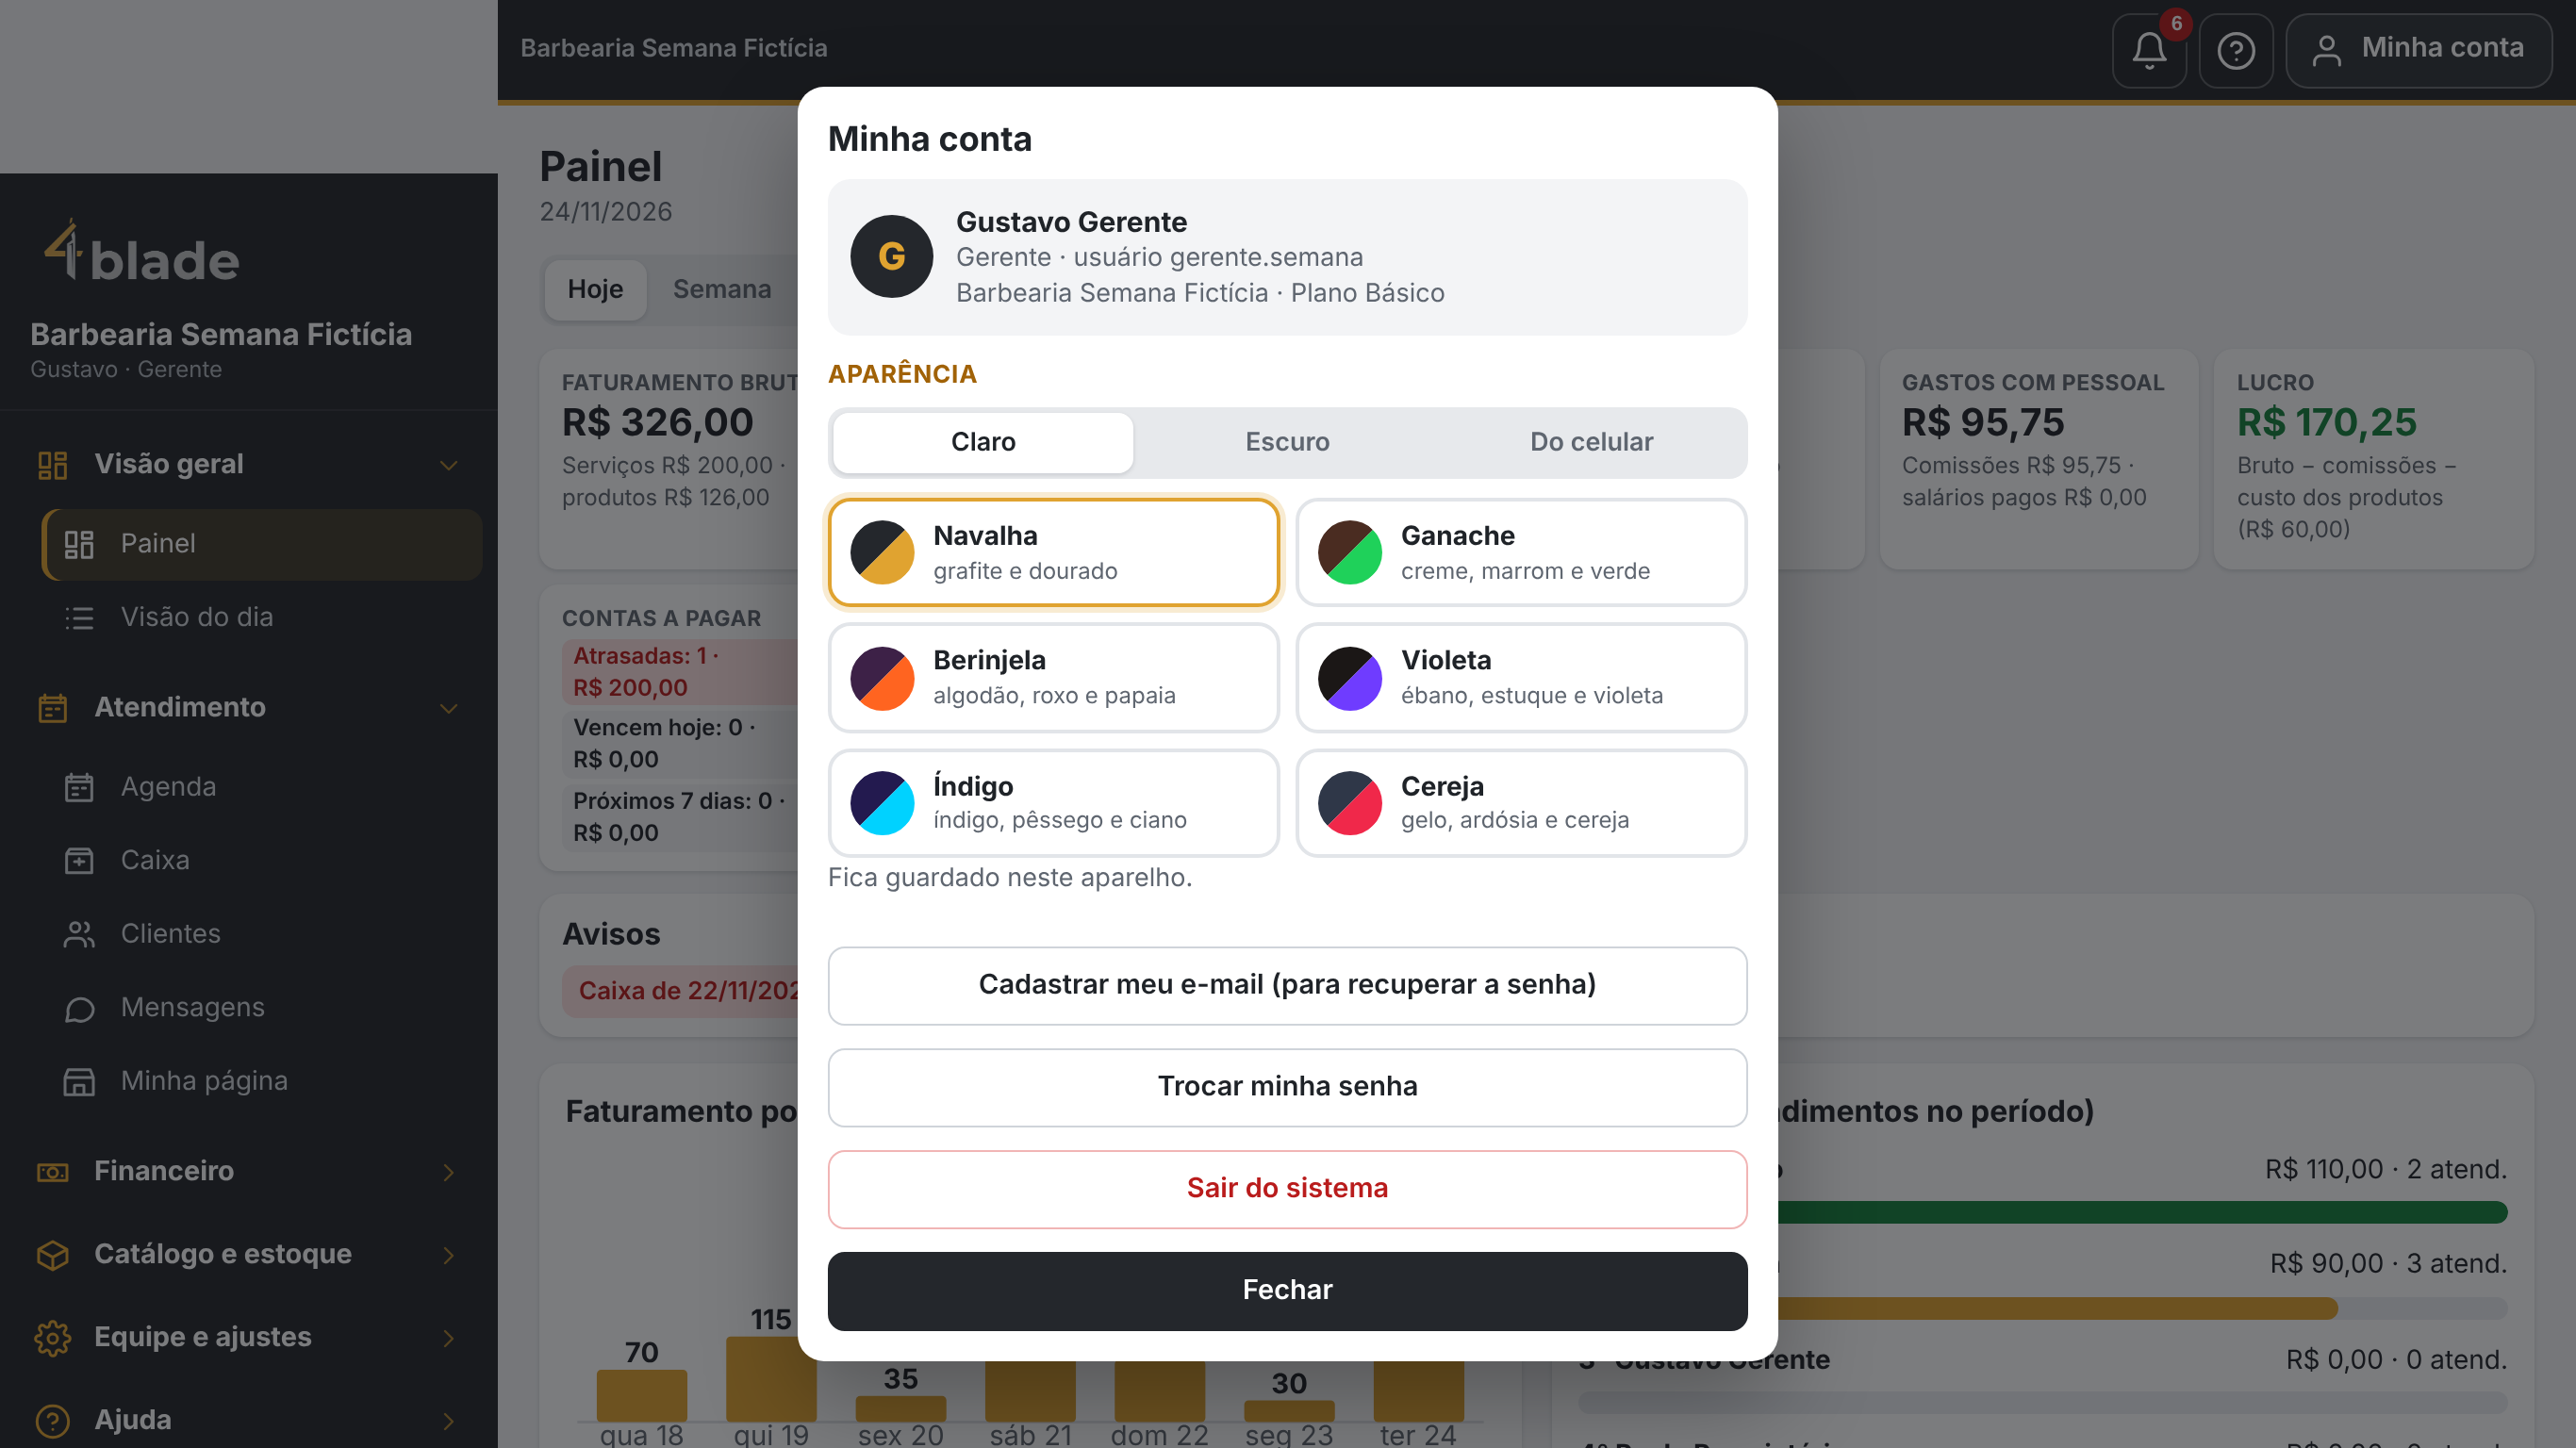 Barbearia Semana Fictícia
6
Minha conta
4blade
Barbearia Semana Fictícia
Gustavo · Gerente
Visão geral
Painel
Visão do dia
Atendimento
Agenda
Caixa
Clientes
Mensagens
Minha página
Financeiro
Catálogo e estoque
Equipe e ajustes
Ajuda
Painel
24/11/2026
Hoje
Semana
FATURAMENTO BRUT
R$ 326,00
Serviços R$ 200,00 ·
produtos R$ 126,00
GASTOS COM PESSOAL
R$ 95,75
Comissões R$ 95,75 ·
salários pagos R$ 0,00
LUCRO
R$ 170,25
Bruto – comissões –
custo dos produtos
(R$ 60,00)
CONTAS A PAGAR
Atrasadas: 1 ·
R$ 200,00
Vencem hoje: 0 ·
R$ 0,00
Próximos 7 dias: 0 ·
R$ 0,00
Avisos
Caixa de 22/11/202
Faturamento po
70
115
35
30
qua 18
qui 19
sex 20
sáb 21
dom 22
seg 23
ter 24
ndimentos no período)
R$ 110,00 · 2 atend.
R$ 90,00 · 3 atend.
Gustavo Gerente
R$ 0,00 · 0 atend.
Minha conta
G
Gustavo Gerente
Gerente · usuário gerente.semana
Barbearia Semana Fictícia · Plano Básico
APARÊNCIA
Claro
Escuro
Do celular
Navalha
grafite e dourado
Ganache
creme, marrom e verde
Berinjela
algodão, roxo e papaia
Violeta
ébano, estuque e violeta
Índigo
índigo, pêssego e ciano
Cereja
gelo, ardósia e cereja
Fica guardado neste aparelho.
Cadastrar meu e-mail (para recuperar a senha)
Trocar minha senha
Sair do sistema
Fechar